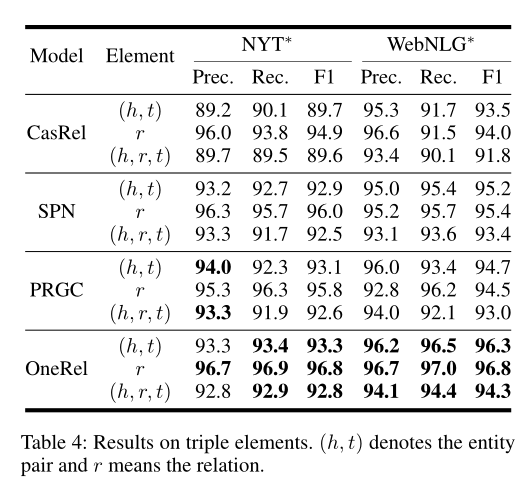 Model Element NYT* WebNLG*
Prec. Rec. F1 Prec. Rec. F1
CasRel
(h, t) 89.2 90.1 89.7 95.3 91.7 93.5
r 96.0 93.8 94.9 96.6 91.5 94.0
(h, r, t) 89.7 89.5 89.6 93.4 90.1 91.8
SPN
(h, t) 93.2 92.7 92.9 95.0 95.4 95.2
r 96.3 95.7 96.0 95.2 95.7 95.4
(h, r, t) 93.3 91.7 92.5 93.1 93.6 93.4
PRGC
(h, t) 94.0 92.3 93.1 96.0 93.4 94.7
r 95.3 96.3 95.8 92.8 96.2 94.5
(h, r, t) 93.3 91.9 92.6 94.0 92.1 93.0
OneRel
(h, t) 93.3 93.4 93.3 96.2 96.5 96.3
r 96.7 96.9 96.8 96.7 97.0 96.8
(h, r, t) 92.8 92.9 92.8 94.1 94.4 94.3
Table 4: Results on triple elements. (h, t) denotes the entity
pair and r means the relation.